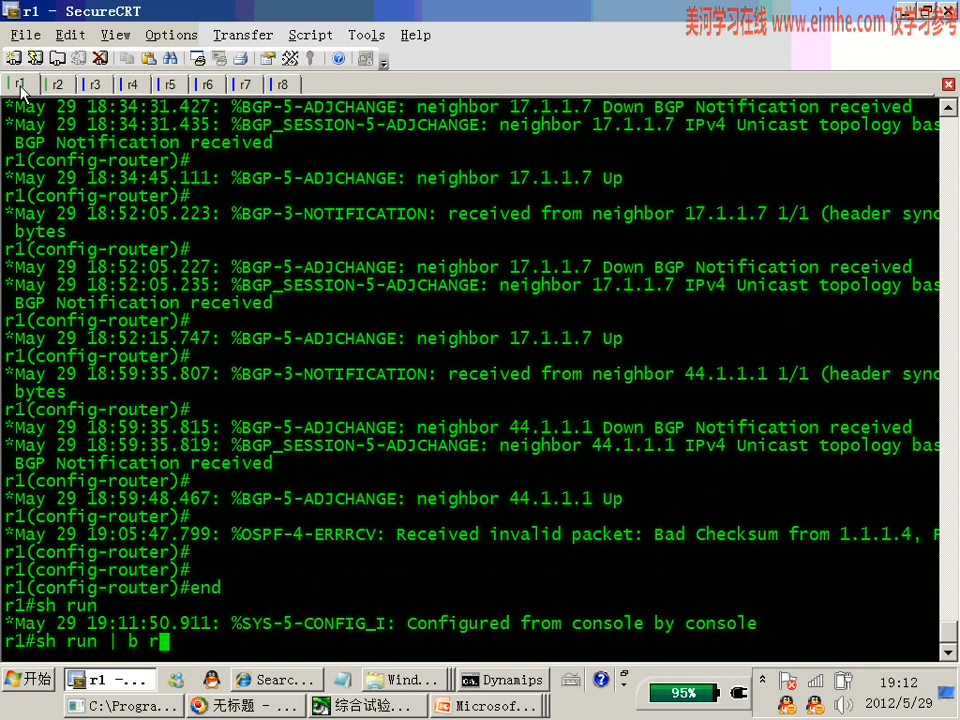 r1 - SecureCRT
美河学习在线 www.eimhe.com 仅学习参考
File Edit View Options Transfer Script Tools Help
r1 r2 r3 r4 r5 r6 r7 r8
*May 29 18:34:31.427: %BGP-5-ADJCHANGE: neighbor 17.1.1.7 Down BGP Notification received
*May 29 18:34:31.435: %BGP_SESSION-5-ADJCHANGE: neighbor 17.1.1.7 IPv4 Unicast topology bas
BGP Notification received
r1(config-router)#
*May 29 18:34:45.111: %BGP-5-ADJCHANGE: neighbor 17.1.1.7 Up
r1(config-router)#
*May 29 18:52:05.223: %BGP-3-NOTIFICATION: received from neighbor 17.1.1.7 1/1 (header sync
bytes
r1(config-router)#
*May 29 18:52:05.227: %BGP-5-ADJCHANGE: neighbor 17.1.1.7 Down BGP Notification received
*May 29 18:52:05.235: %BGP_SESSION-5-ADJCHANGE: neighbor 17.1.1.7 IPv4 Unicast topology bas
BGP Notification received
r1(config-router)#
*May 29 18:52:15.747: %BGP-5-ADJCHANGE: neighbor 17.1.1.7 Up
r1(config-router)#
*May 29 18:59:35.807: %BGP-3-NOTIFICATION: received from neighbor 44.1.1.1 1/1 (header sync
bytes
r1(config-router)#
*May 29 18:59:35.815: %BGP-5-ADJCHANGE: neighbor 44.1.1.1 Down BGP Notification received
*May 29 18:59:35.819: %BGP_SESSION-5-ADJCHANGE: neighbor 44.1.1.1 IPv4 Unicast topology bas
BGP Notification received
r1(config-router)#
*May 29 18:59:48.467: %BGP-5-ADJCHANGE: neighbor 44.1.1.1 Up
r1(config-router)#
*May 29 19:05:47.799: %OSPF-4-ERRRCV: Received invalid packet: Bad Checksum from 1.1.1.4, F
r1(config-router)#
r1(config-router)#
r1(config-router)#end
r1#sh run
*May 29 19:11:50.911: %SYS-5-CONFIG_I: Configured from console by console
r1#sh run | b r
开始 r1 -... Searc... Wind... Dynamips 95% 19:12
C:\Progra... 无标题 - ... 综合试验... Microsof... 2012/5/29